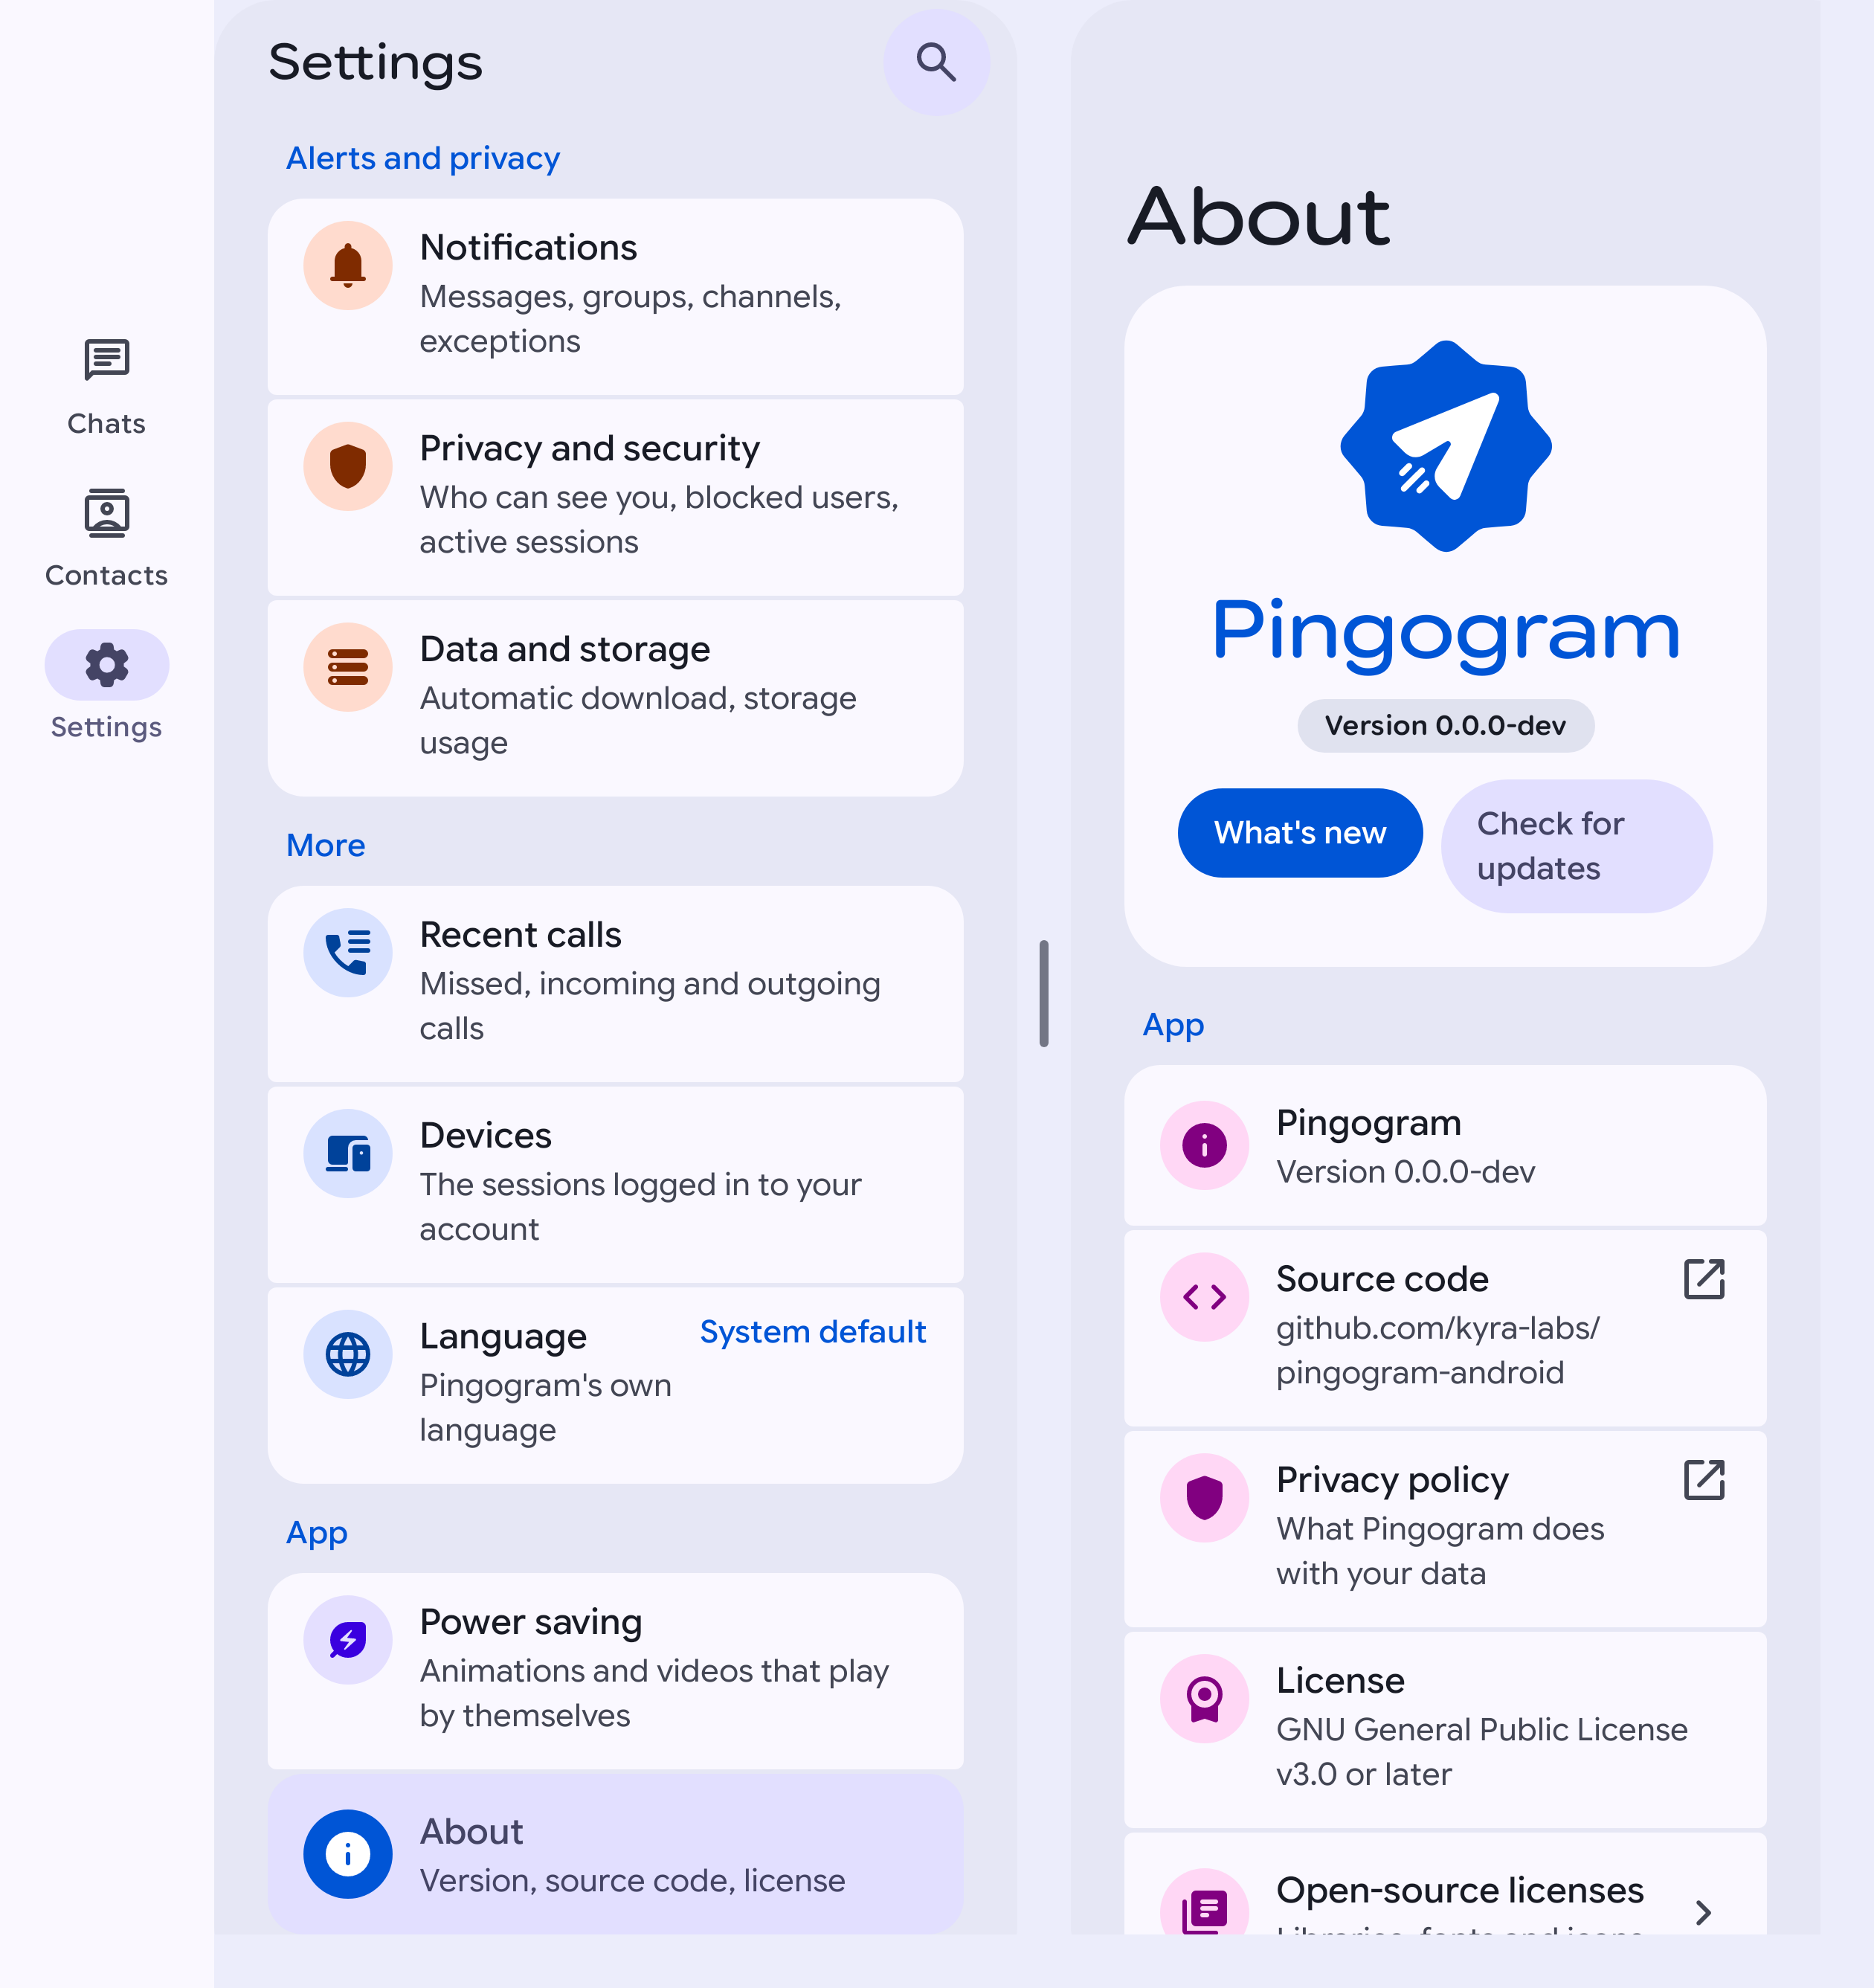 Settings
Alerts and privacy
Notifications
Messages, groups, channels,
exceptions
Privacy and security
Who can see you, blocked users,
active sessions
Data and storage
Automatic download, storage
usage
More
Recent calls
Missed, incoming and outgoing
calls
Devices
The sessions logged in to your
account
Language
System default
Pingogram's own
language
App
Power saving
Animations and videos that play
by themselves
About
Version, source code, license
Chats
Contacts
Settings
About
Pingogram
Version 0.0.0-dev
What's new
Check for
updates
App
Pingogram
Version 0.0.0-dev
Source code
github.com/kyra-labs/
pingogram-android
Privacy policy
What Pingogram does
with your data
License
GNU General Public License
v3.0 or later
Open-source licenses
Libraries, fonts and icons